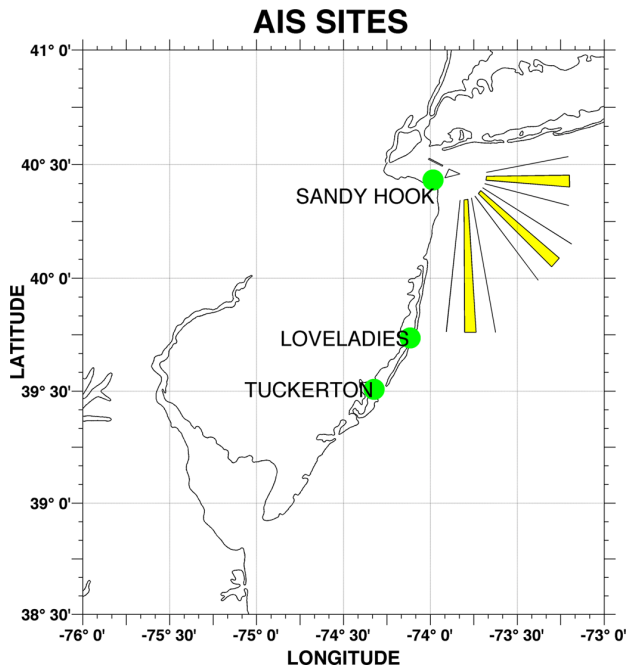 AIS SITES
41° 0'
40° 30'
SANDY HOOK
40° 0'
LOVELADIES
39° 30'
TUCKERTON
39° 0'
38° 30'
LATITUDE
-76° 0'
-75° 30'
-75° 0'
-74° 30'
-74° 0'
-73° 30'
-73° 0'
LONGITUDE